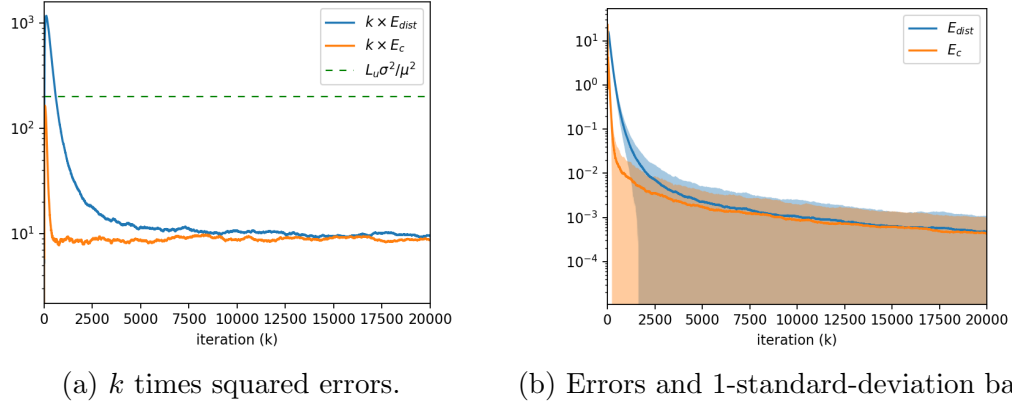 10³
10²
10¹
k × E_dist
k × E_c
L_uσ²/μ²
0 2500 5000 7500 10000 12500 15000 17500 20000
iteration (k)
(a) k times squared errors.
10¹
10⁰
10⁻¹
10⁻²
10⁻³
10⁻⁴
E_dist
E_c
0 2500 5000 7500 10000 12500 15000 17500 20000
iteration (k)
(b) Errors and 1-standard-deviation ba